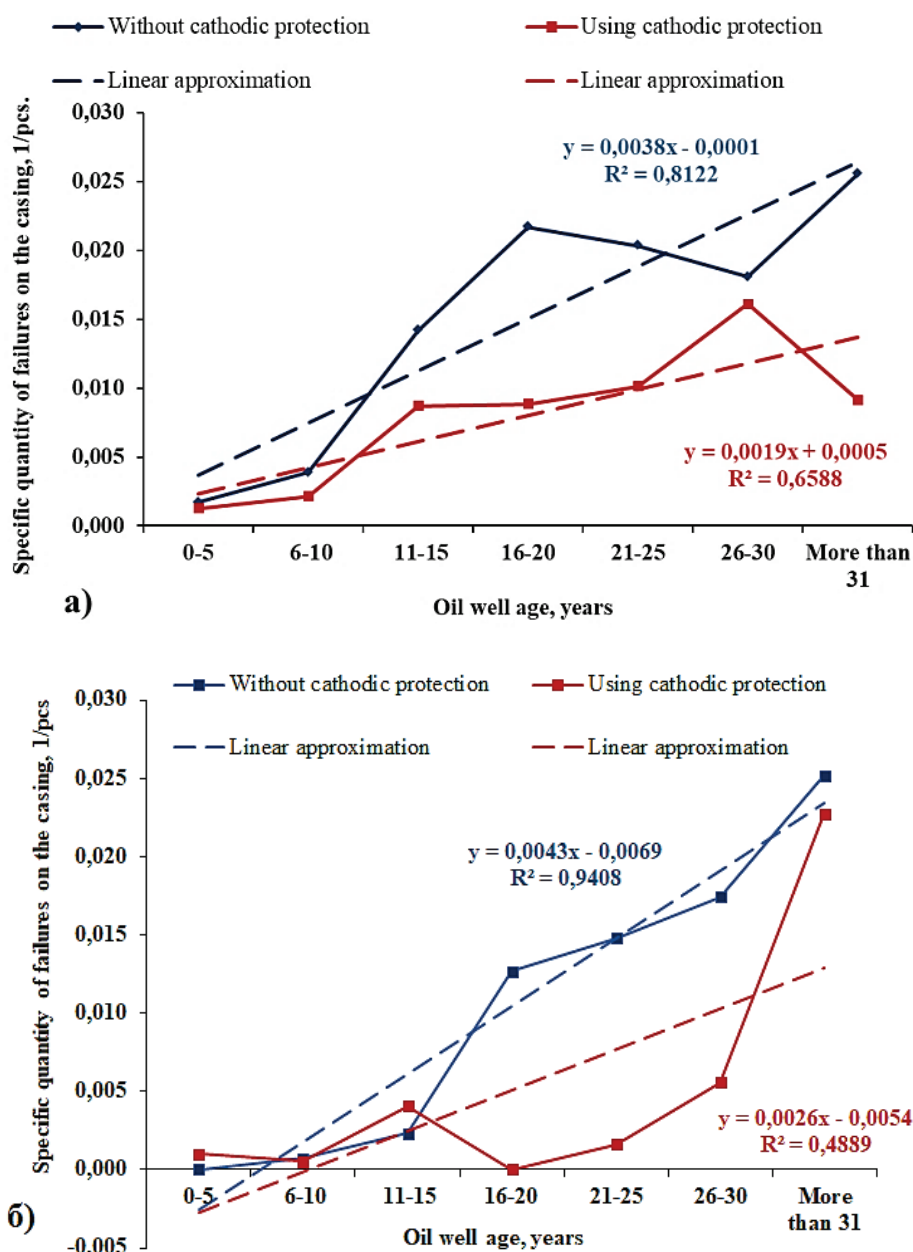 Without cathodic protection
Using cathodic protection
Linear approximation
Linear approximation
Specific quantity of failures on the casing, 1/pcs.
0,030
0,025
0,020
0,015
0,010
0,005
0,000
y = 0,0038x - 0,0001
R² = 0,8122
y = 0,0019x + 0,0005
R² = 0,6588
0-5
6-10
11-15
16-20
21-25
26-30
More than
31
Oil well age, years
а)
Without cathodic protection
Using cathodic protection
Linear approximation
Linear approximation
Specific quantity of failures on the casing, 1/pcs
0,030
0,025
0,020
0,015
0,010
0,005
0,000
-0,005
y = 0,0043x - 0,0069
R² = 0,9408
y = 0,0026x - 0,0054
R² = 0,4889
0-5
6-10
11-15
16-20
21-25
26-30
More
than 31
Oil well age, years
б)